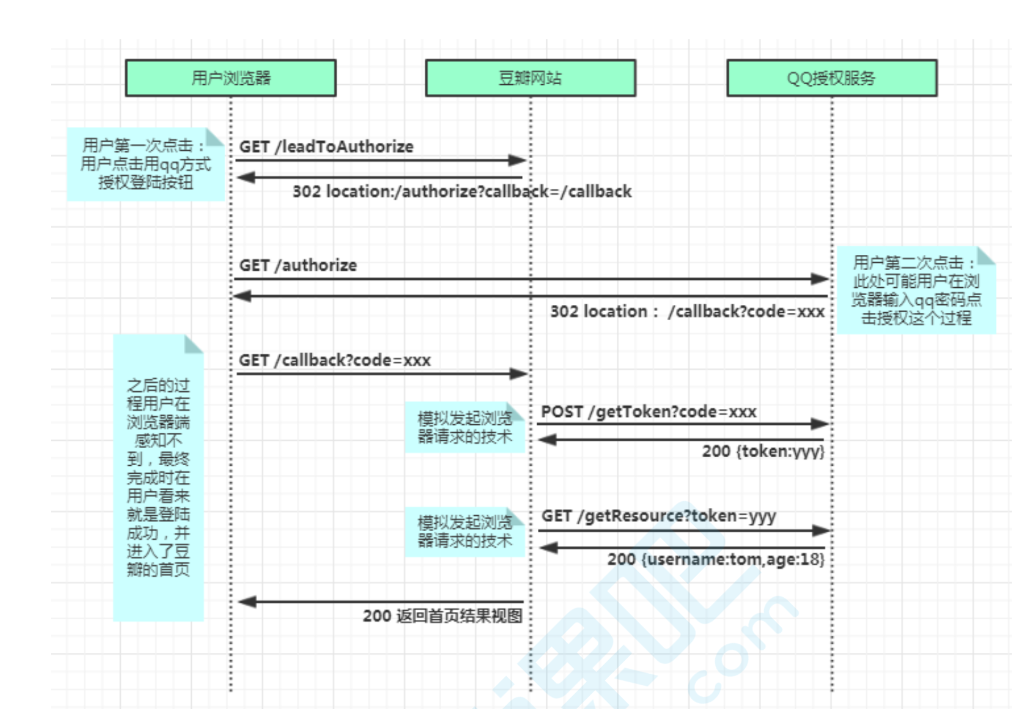 用户浏览器
豆瓣网站
QQ授权服务
用户第一次点击：
用户点击用qq方式
授权登陆按钮
GET /leadToAuthorize
302 location:/authorize?callback=/callback
GET /authorize
用户第二次点击：
此处可能用户在浏
览器输入qq密码点
击授权这个过程
302 location： /callback?code=xxx
GET /callback?code=xxx
之后的过
程用户在
浏览器端
感知不
到，最终
完成时在
用户看来
就是登陆
成功，并
进入了豆
瓣的首页
模拟发起浏览
器请求的技术
POST /getToken?code=xxx
200 {token:yyy}
模拟发起浏览
器请求的技术
GET /getResource?token=yyy
200 {username:tom,age:18}
200 返回首页结果视图
课吧
com